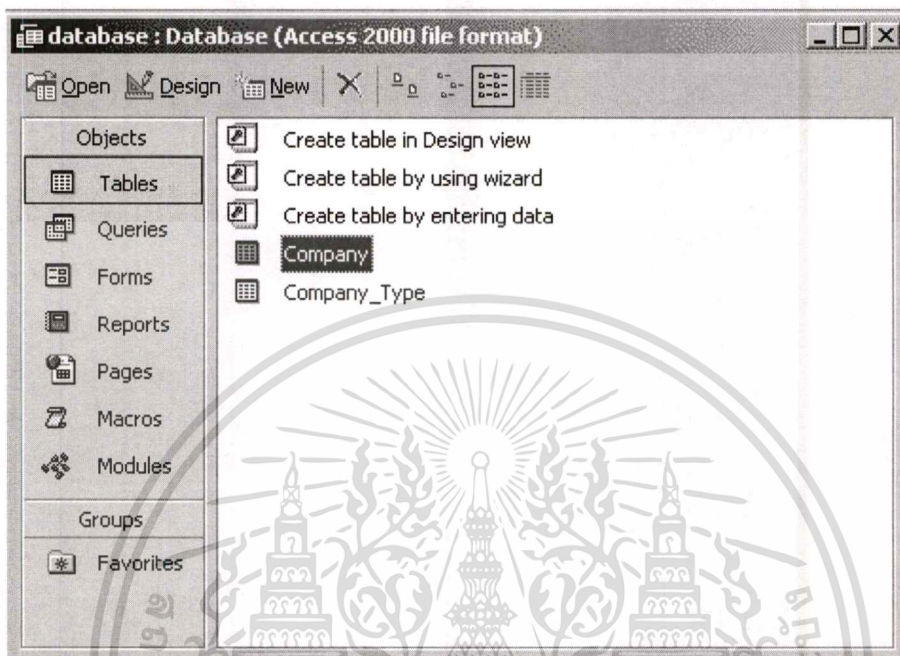 database : Database (Access 2000 file format)
Open Design New
Objects
Tables
Queries
Forms
Reports
Pages
Macros
Modules
Groups
Favorites
Create table in Design view
Create table by using wizard
Create table by entering data
Company
Company_Type